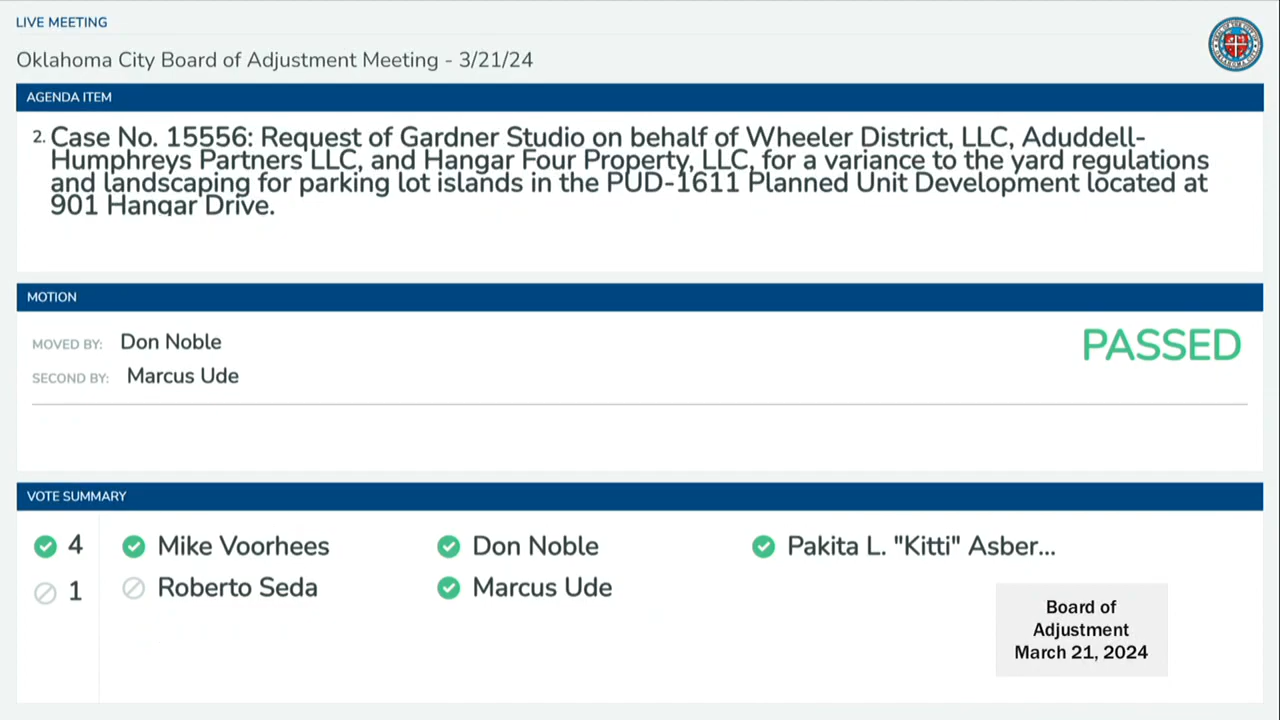 LIVE MEETING
Oklahoma City Board of Adjustment Meeting - 3/21/24
AGENDA ITEM
2. Case No. 15556: Request of Gardner Studio on behalf of Wheeler District, LLC, Aduddell-
Humphreys Partners LLC, and Hangar Four Property, LLC, for a variance to the yard regulations
and landscaping for parking lot islands in the PUD-1611 Planned Unit Development located at
901 Hangar Drive.
MOTION
MOVED BY: Don Noble
PASSED
SECOND BY: Marcus Ude
VOTE SUMMARY
4 Mike Voorhees Don Noble Pakita L. "Kitti" Asber...
1 Roberto Seda Marcus Ude
Board of
Adjustment
March 21, 2024